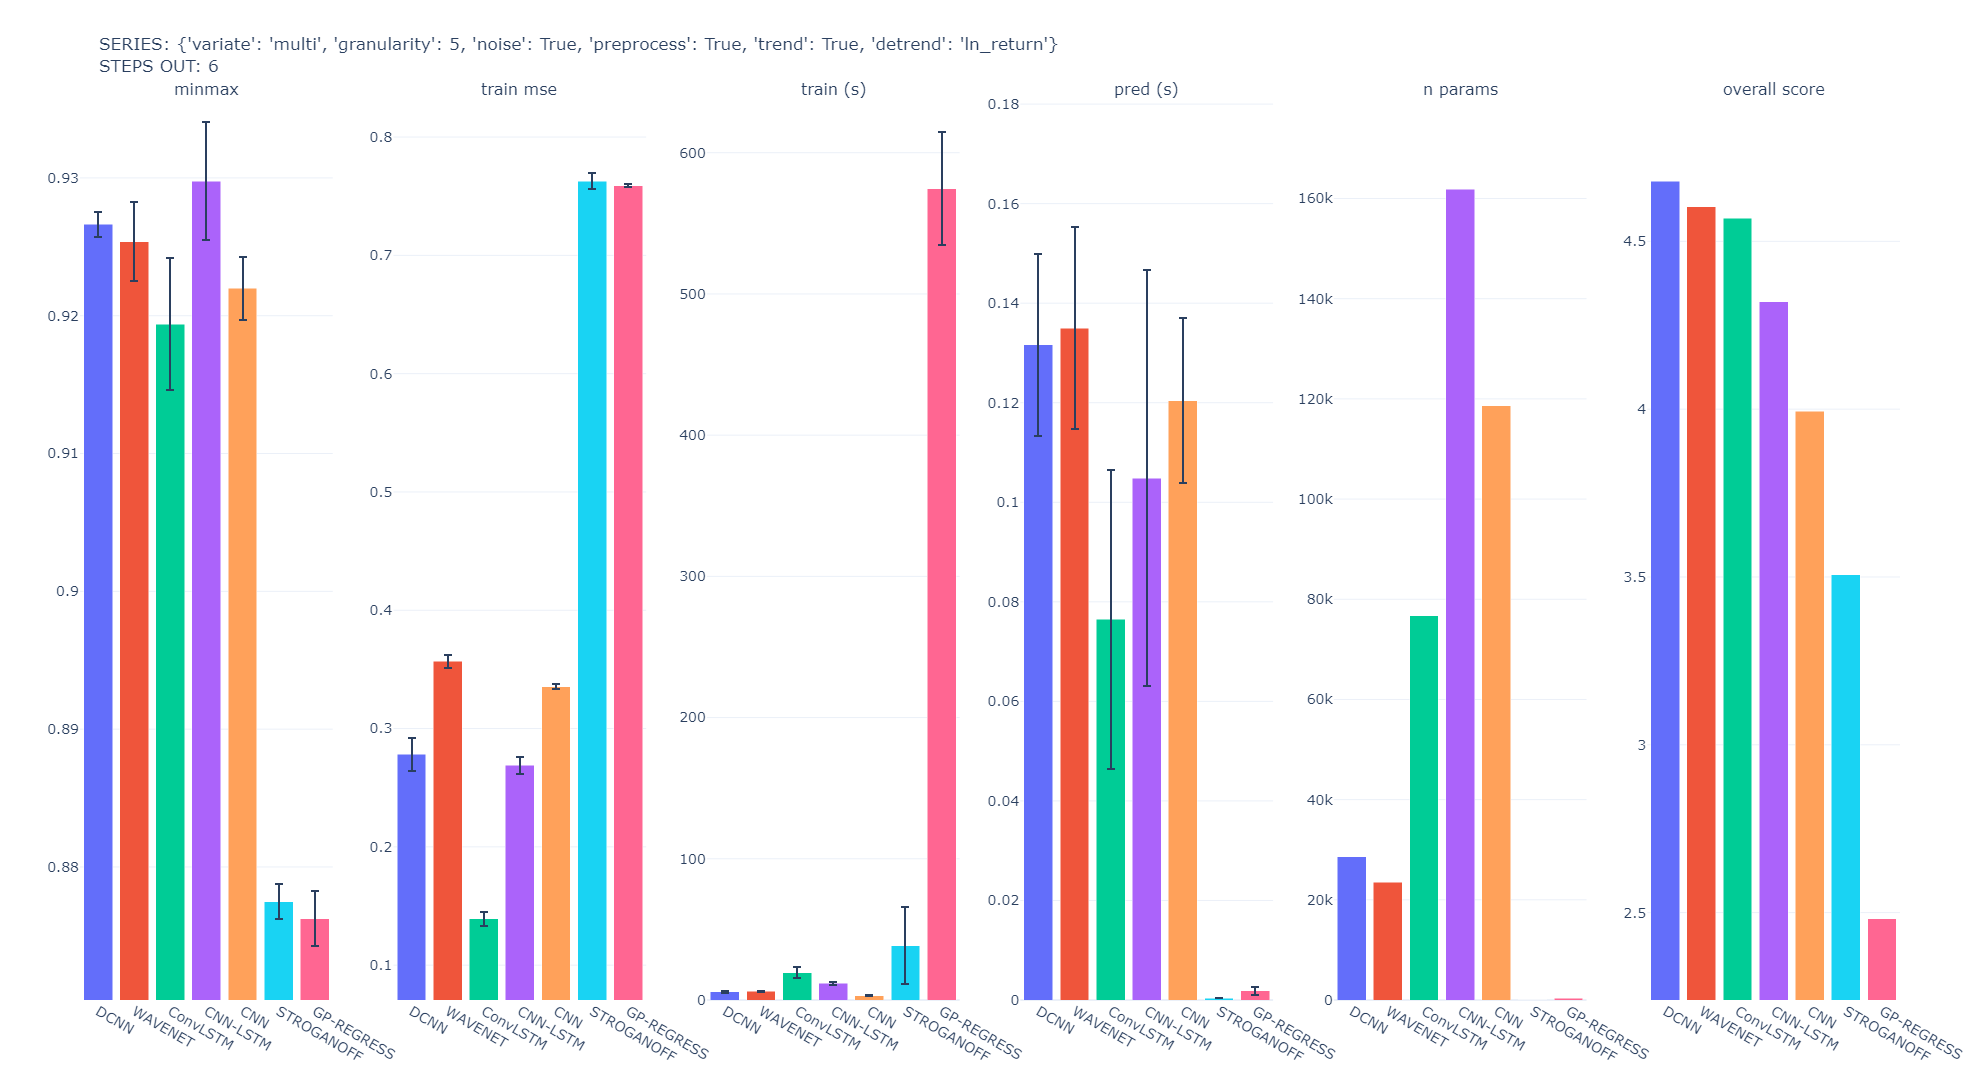 SERIES: {'variate': 'multi', 'granularity': 5, 'noise': True, 'preprocess': True, 'trend': True, 'detrend': 'ln_return'}
STEPS OUT: 6
minmax
0.93
0.92
0.91
0.9
0.89
0.88
DCNN
WAVENET
ConvLSTM
CNN-LSTM
CNN
STROGANOFF
GP-REGRESS
train mse
0.8
0.7
0.6
0.5
0.4
0.3
0.2
0.1
DCNN
WAVENET
ConvLSTM
CNN-LSTM
CNN
STROGANOFF
GP-REGRESS
train (s)
600
500
400
300
200
100
0
DCNN
WAVENET
ConvLSTM
CNN-LSTM
CNN
STROGANOFF
GP-REGRESS
pred (s)
0.18
0.16
0.14
0.12
0.1
0.08
0.06
0.04
0.02
0
DCNN
WAVENET
ConvLSTM
CNN-LSTM
CNN
STROGANOFF
GP-REGRESS
n params
160k
140k
120k
100k
80k
60k
40k
20k
0
DCNN
WAVENET
ConvLSTM
CNN-LSTM
CNN
STROGANOFF
GP-REGRESS
overall score
4.5
4
3.5
3
2.5
DCNN
WAVENET
ConvLSTM
CNN-LSTM
CNN
STROGANOFF
GP-REGRESS